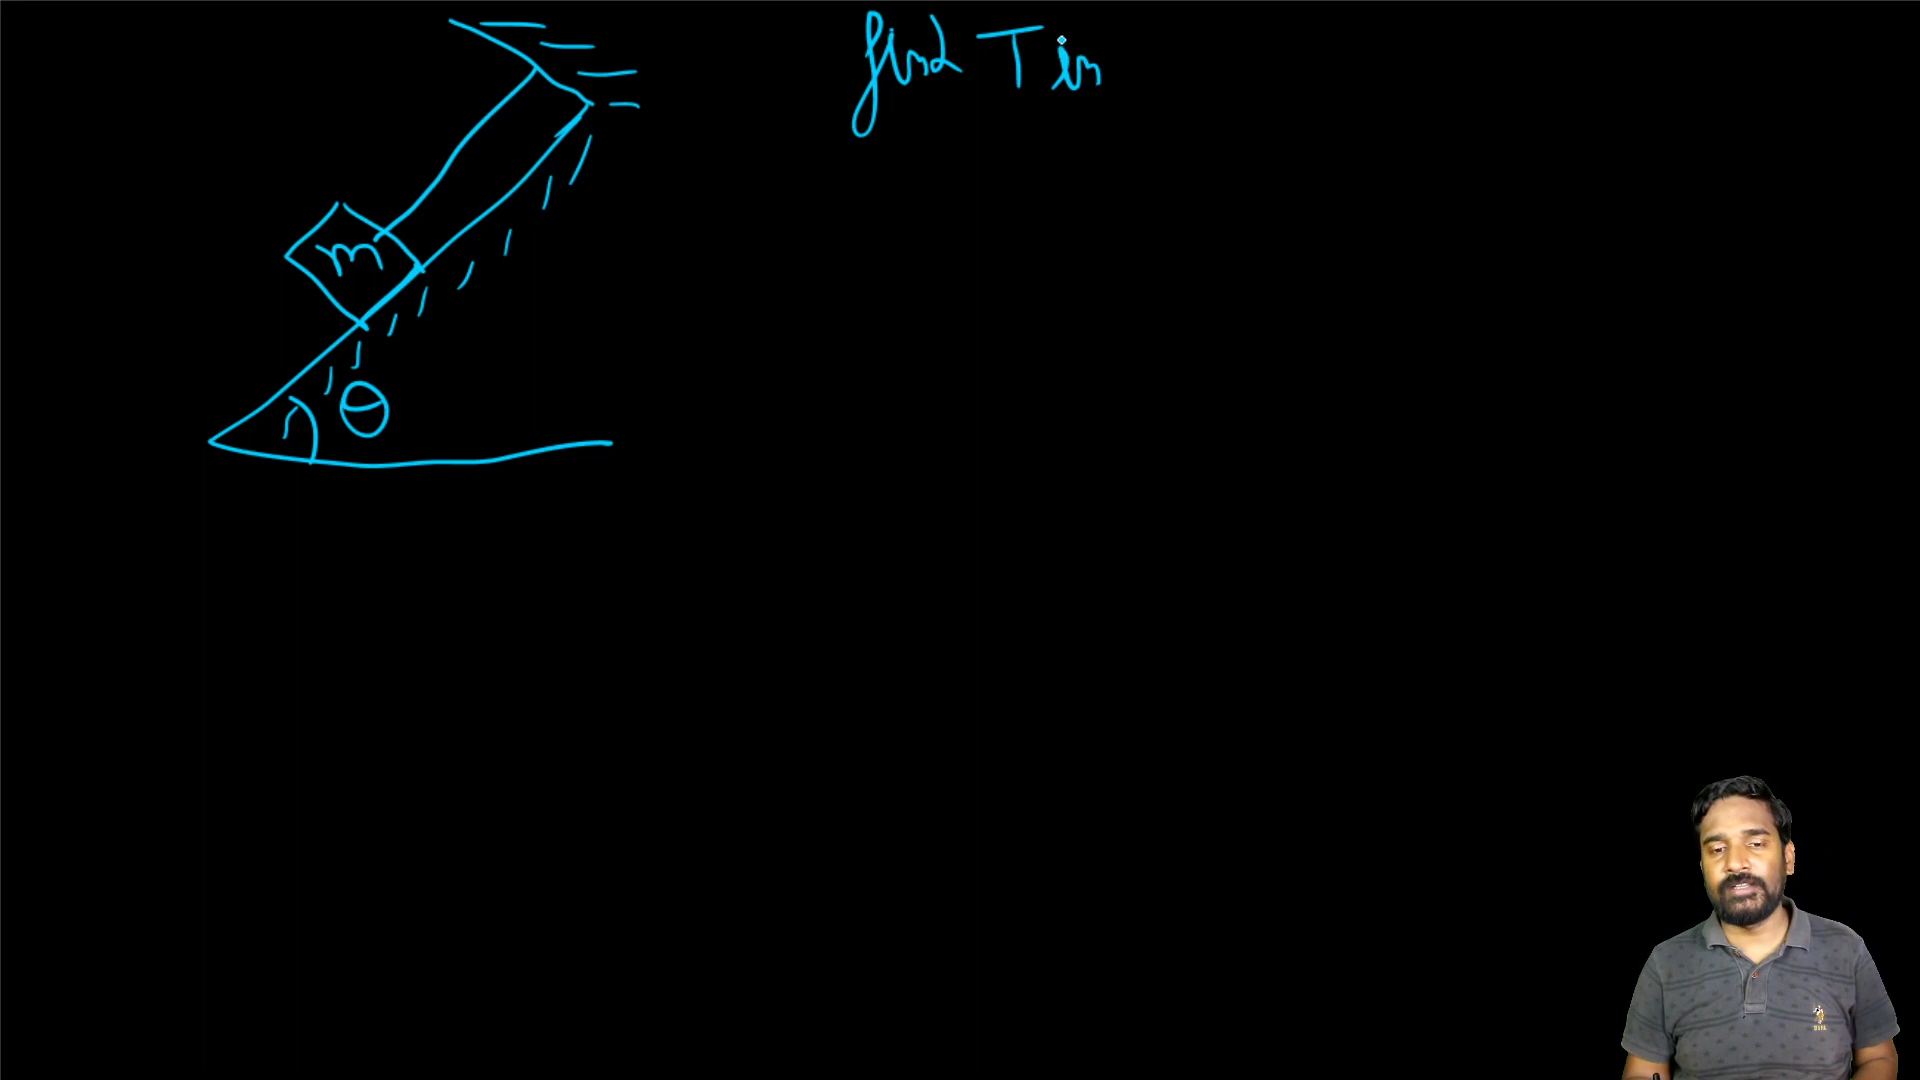 find T in
m
θ